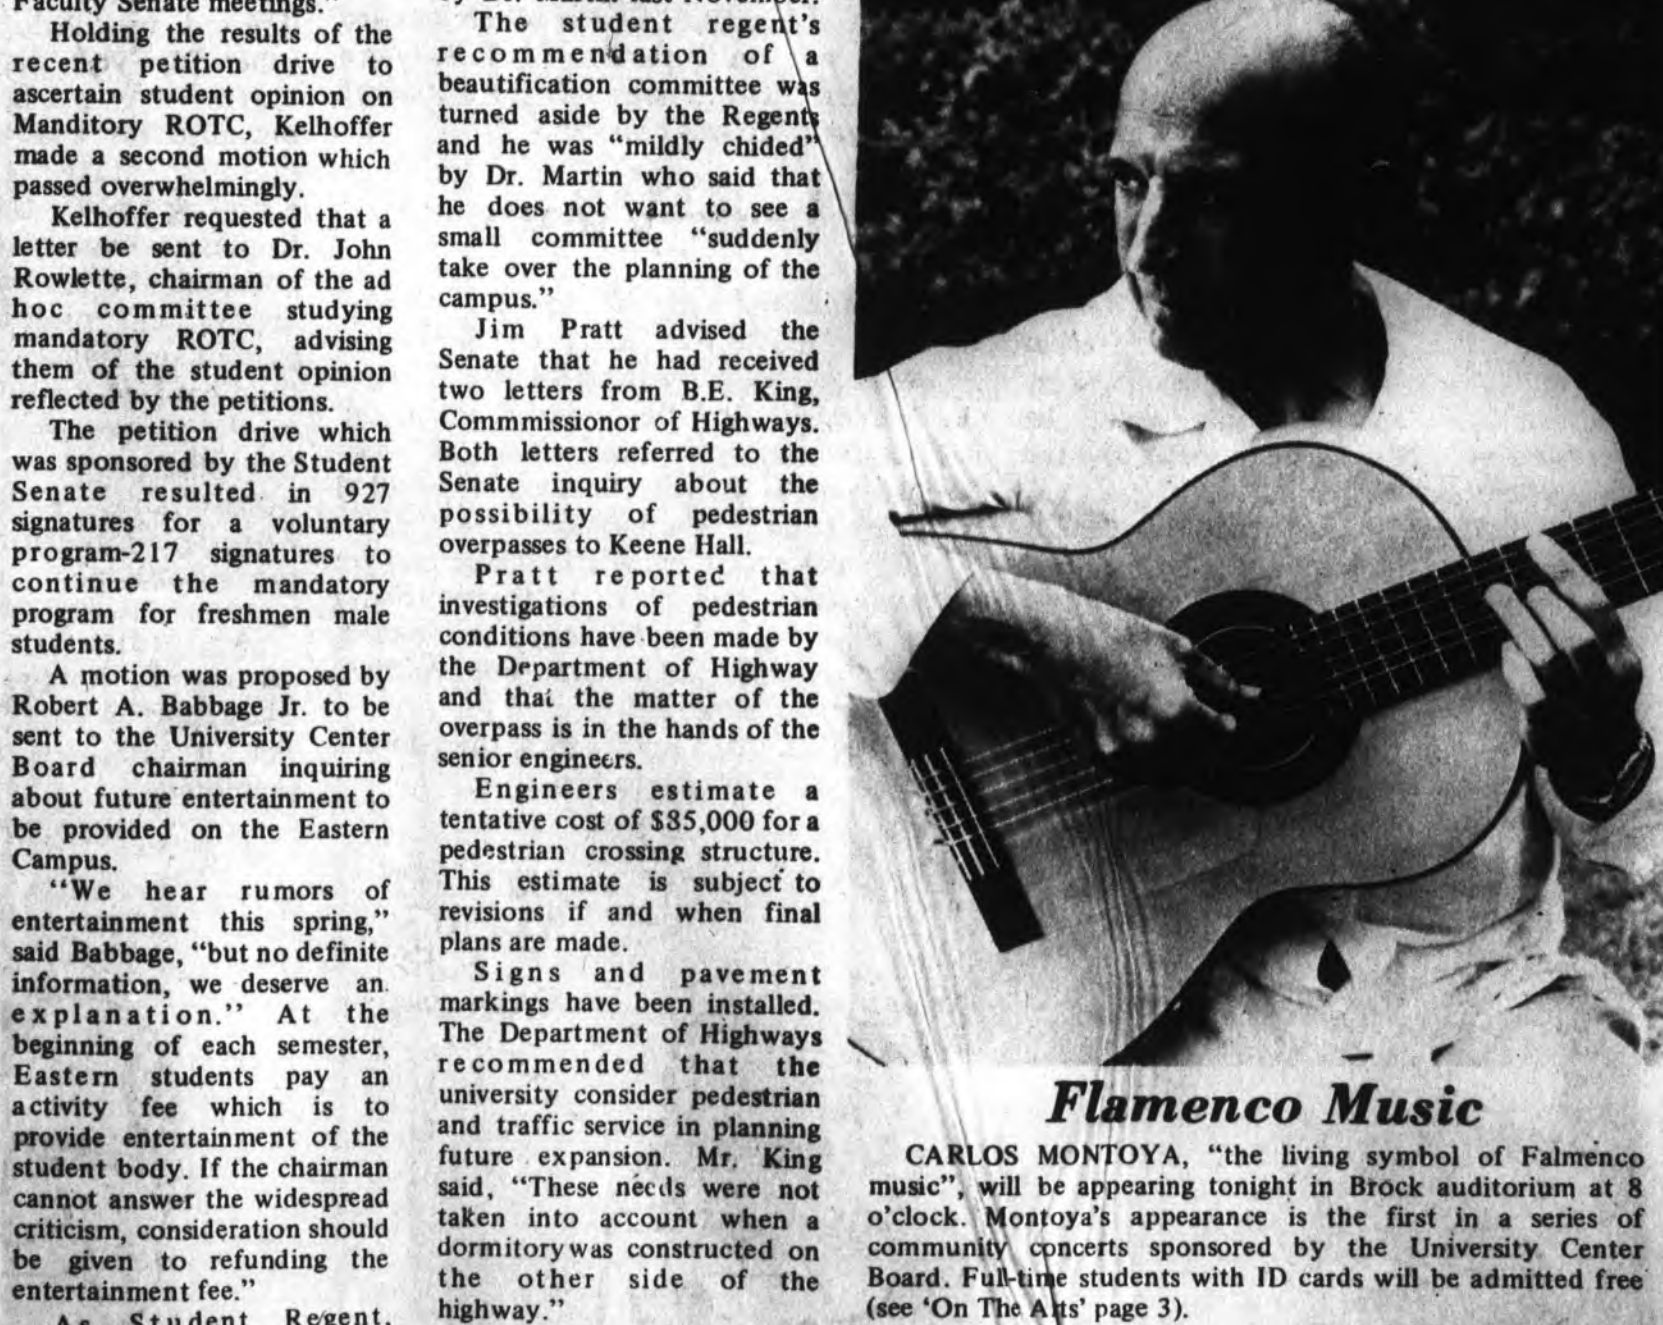 Faculty Senate meetings."
Holding the results of the
recent petition drive to
ascertain student opinion on
Manditory ROTC, Kelhoffer
made a second motion which
passed overwhelmingly.
Kelhoffer requested that a
letter be sent to Dr. John
Rowlette, chairman of the ad
hoc committee studying
mandatory ROTC, advising
them of the student opinion
reflected by the petitions.
The petition drive which
was sponsored by the Student
Senate resulted in 927
signatures for a voluntary
program-217 signatures to
continue the mandatory
program for freshmen male
students.
A motion was proposed by
Robert A. Babbage Jr. to be
sent to the University Center
Board chairman inquiring
about future entertainment to
be provided on the Eastern
Campus.
"We hear rumors of
entertainment this spring,"
said Babbage, "but no definite
information, we deserve an
explanation." At the
beginning of each semester,
Eastern students pay an
activity fee which is to
provide entertainment of the
student body. If the chairman
cannot answer the widespread
criticism, consideration should
be given to refunding the
entertainment fee."
As Student Regent,
by Dr. Martin last November.
The student regent's
recommendation of a
beautification committee was
turned aside by the Regents
and he was "mildly chided"
by Dr. Martin who said that
he does not want to see a
small committee "suddenly
take over the planning of the
campus."
Jim Pratt advised the
Senate that he had received
two letters from B.E. King,
Commmissionor of Highways.
Both letters referred to the
Senate inquiry about the
possibility of pedestrian
overpasses to Keene Hall.
Pratt reported that
investigations of pedestrian
conditions have been made by
the Department of Highway
and that the matter of the
overpass is in the hands of the
senior engineers.
Engineers estimate a
tentative cost of $85,000 for a
pedestrian crossing structure.
This estimate is subject to
revisions if and when final
plans are made.
Signs and pavement
markings have been installed.
The Department of Highways
recommended that the
university consider pedestrian
and traffic service in planning
future expansion. Mr. King
said, "These needs were not
taken into account when a
dormitory was constructed on
the other side of the
highway."
Flamenco Music
CARLOS MONTOYA, "the living symbol of Falmenco
music", will be appearing tonight in Brock auditorium at 8
o'clock. Montoya's appearance is the first in a series of
community concerts sponsored by the University Center
Board. Full-time students with ID cards will be admitted free
(see 'On The Arts' page 3).